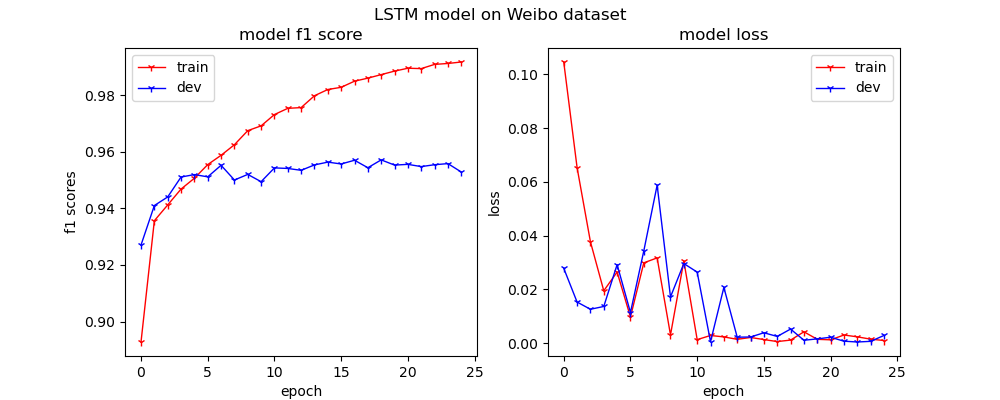 LSTM model on Weibo dataset
model f1 score
train
dev
f1 scores
0.98
0.96
0.94
0.92
0.90
0
5
10
15
20
25
epoch
model loss
train
dev
loss
0.10
0.08
0.06
0.04
0.02
0.00
0
5
10
15
20
25
epoch